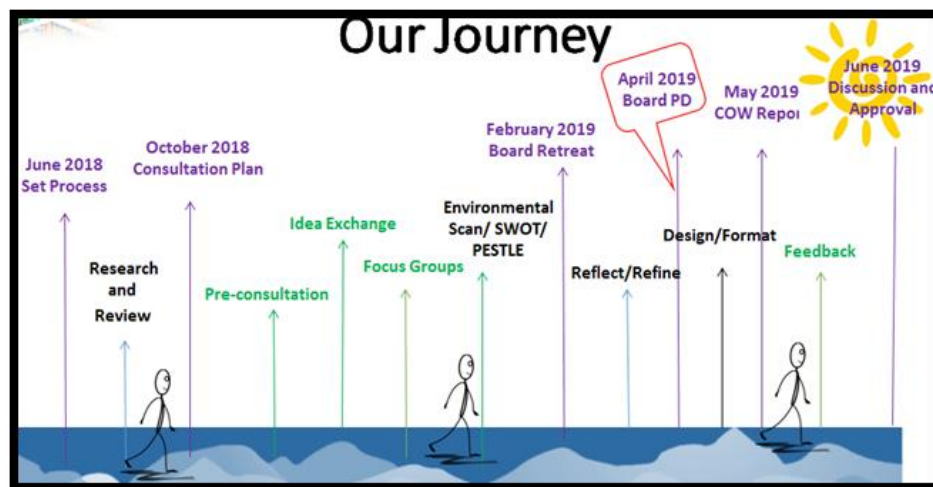 Our Journey
June 2018
Set Process
Research
and
Review
October 2018
Consultation Plan
Pre-consultation
Idea Exchange
Focus Groups
Environmental
Scan/ SWOT/
PESTLE
February 2019
Board Retreat
Reflect/Refine
April 2019
Board PD
Design/Format
May 2019
COW Repor
Feedback
June 2019
Discussion and
Approval